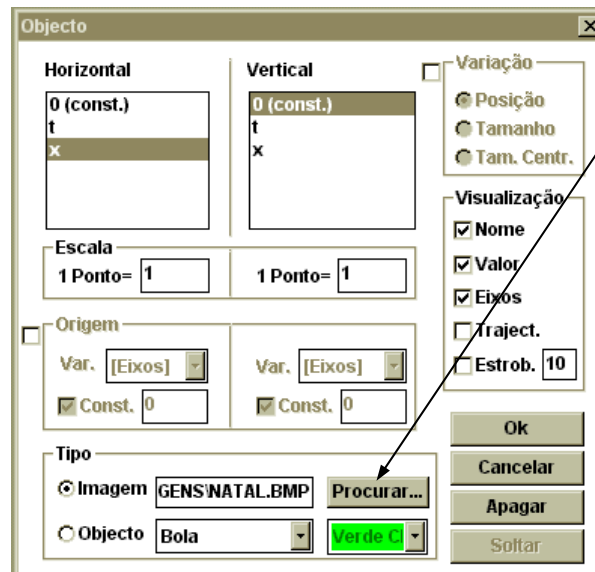 Objecto
Horizontal
0 (const.)
t
x
Vertical
0 (const.)
t
x
Variação
Posição
Tamanho
Tam. Centr.
Visualização
Nome
Valor
Eixos
Traject.
Estrob. 10
Escala
1 Ponto= 1
1 Ponto= 1
Origem
Var. [Eixos]
Const. 0
Var. [Eixos]
Const. 0
Tipo
Imagem GENS\NATAL.BMP Procurar...
Objecto Bola Verde Cl
Ok
Cancelar
Apagar
Soltar